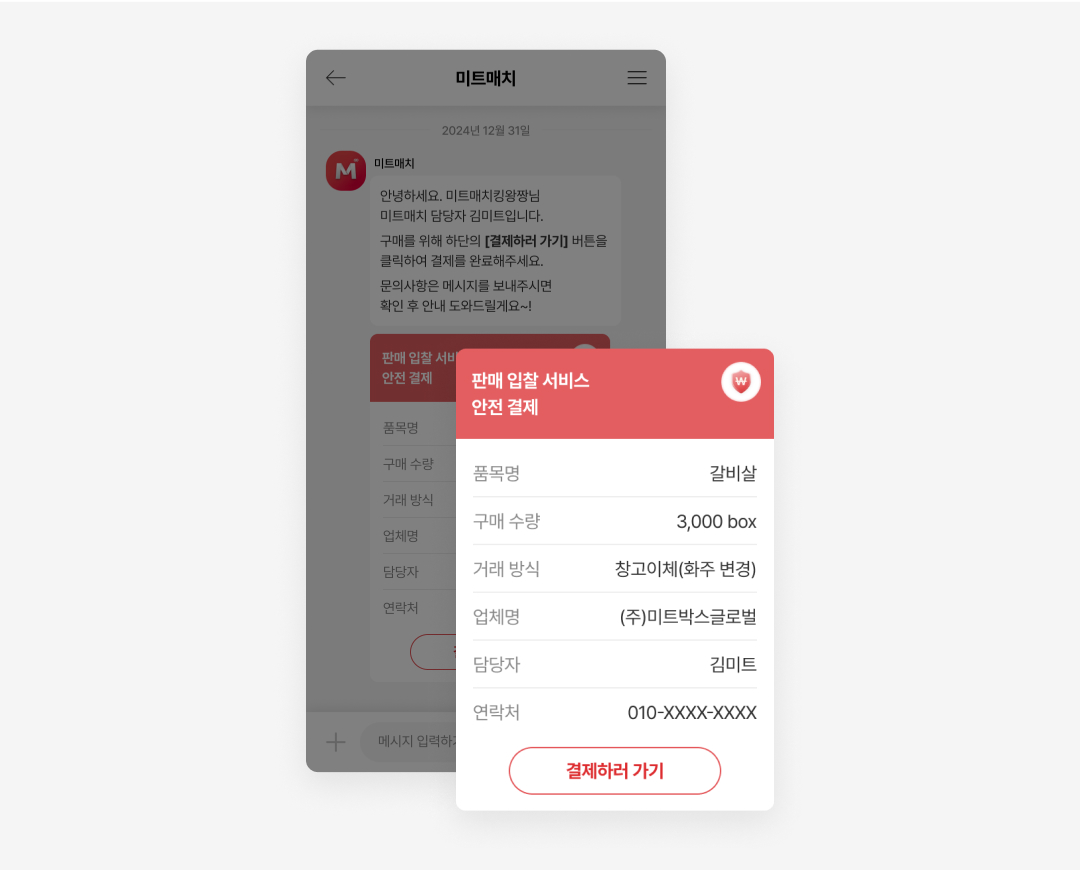 미트매치
2024년 12월 31일
M
미트매치
안녕하세요. 미트매치킹왕짱님
미트매치 담당자 김미트입니다.
구매를 위해 하단의 [결제하러 가기] 버튼을
클릭하여 결제를 완료해주세요.
문의사항은 메시지를 보내주시면
확인 후 안내 도와드릴게요~!
판매 입찰 서비
안전 결제
품목명
구매 수량
거래 방식
업체명
담당자
연락처
메시지 입력하기
판매 입찰 서비스
안전 결제
₩
품목명 갈비살
구매 수량 3,000 box
거래 방식 창고이체(화주 변경)
업체명 (주)미트박스글로벌
담당자 김미트
연락처 010-XXXX-XXXX
결제하러 가기